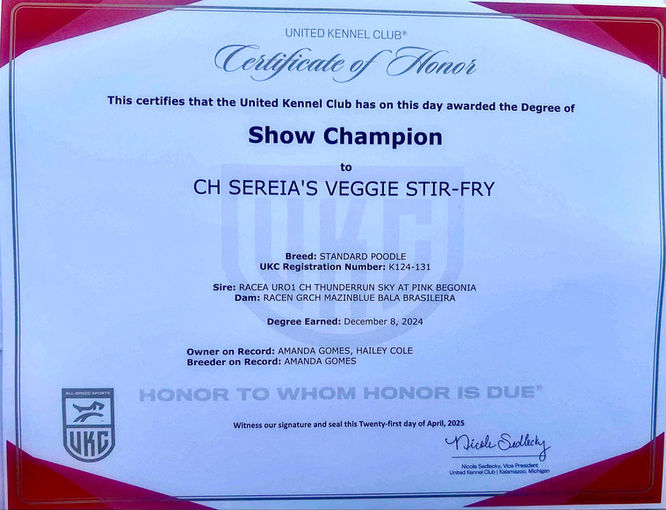 UNITED KENNEL CLUB®
Certificate of Honor
This certifies that the United Kennel Club has on this day awarded the Degree of
Show Champion
to
CH SEREIA'S VEGGIE STIR-FRY
UKC
Breed: STANDARD POODLE
UKC Registration Number: K124-131
Sire: RACEA URO1 CH THUNDERRUN SKY AT PINK BEGONIA
Dam: RACEN GRCH MAZINBLUE BALA BRASILEIRA
Degree Earned: December 8, 2024
Owner on Record: AMANDA GOMES, HAILEY COLE
Breeder on Record: AMANDA GOMES
ALL-BREED SPORTS
UKC
HONOR TO WHOM HONOR IS DUE®
Witness our signature and seal this Twenty-first day of April, 2025
Nicole Sedlecky
Nicole Sedlecky, Vice President
United Kennel Club | Kalamazoo, Michigan